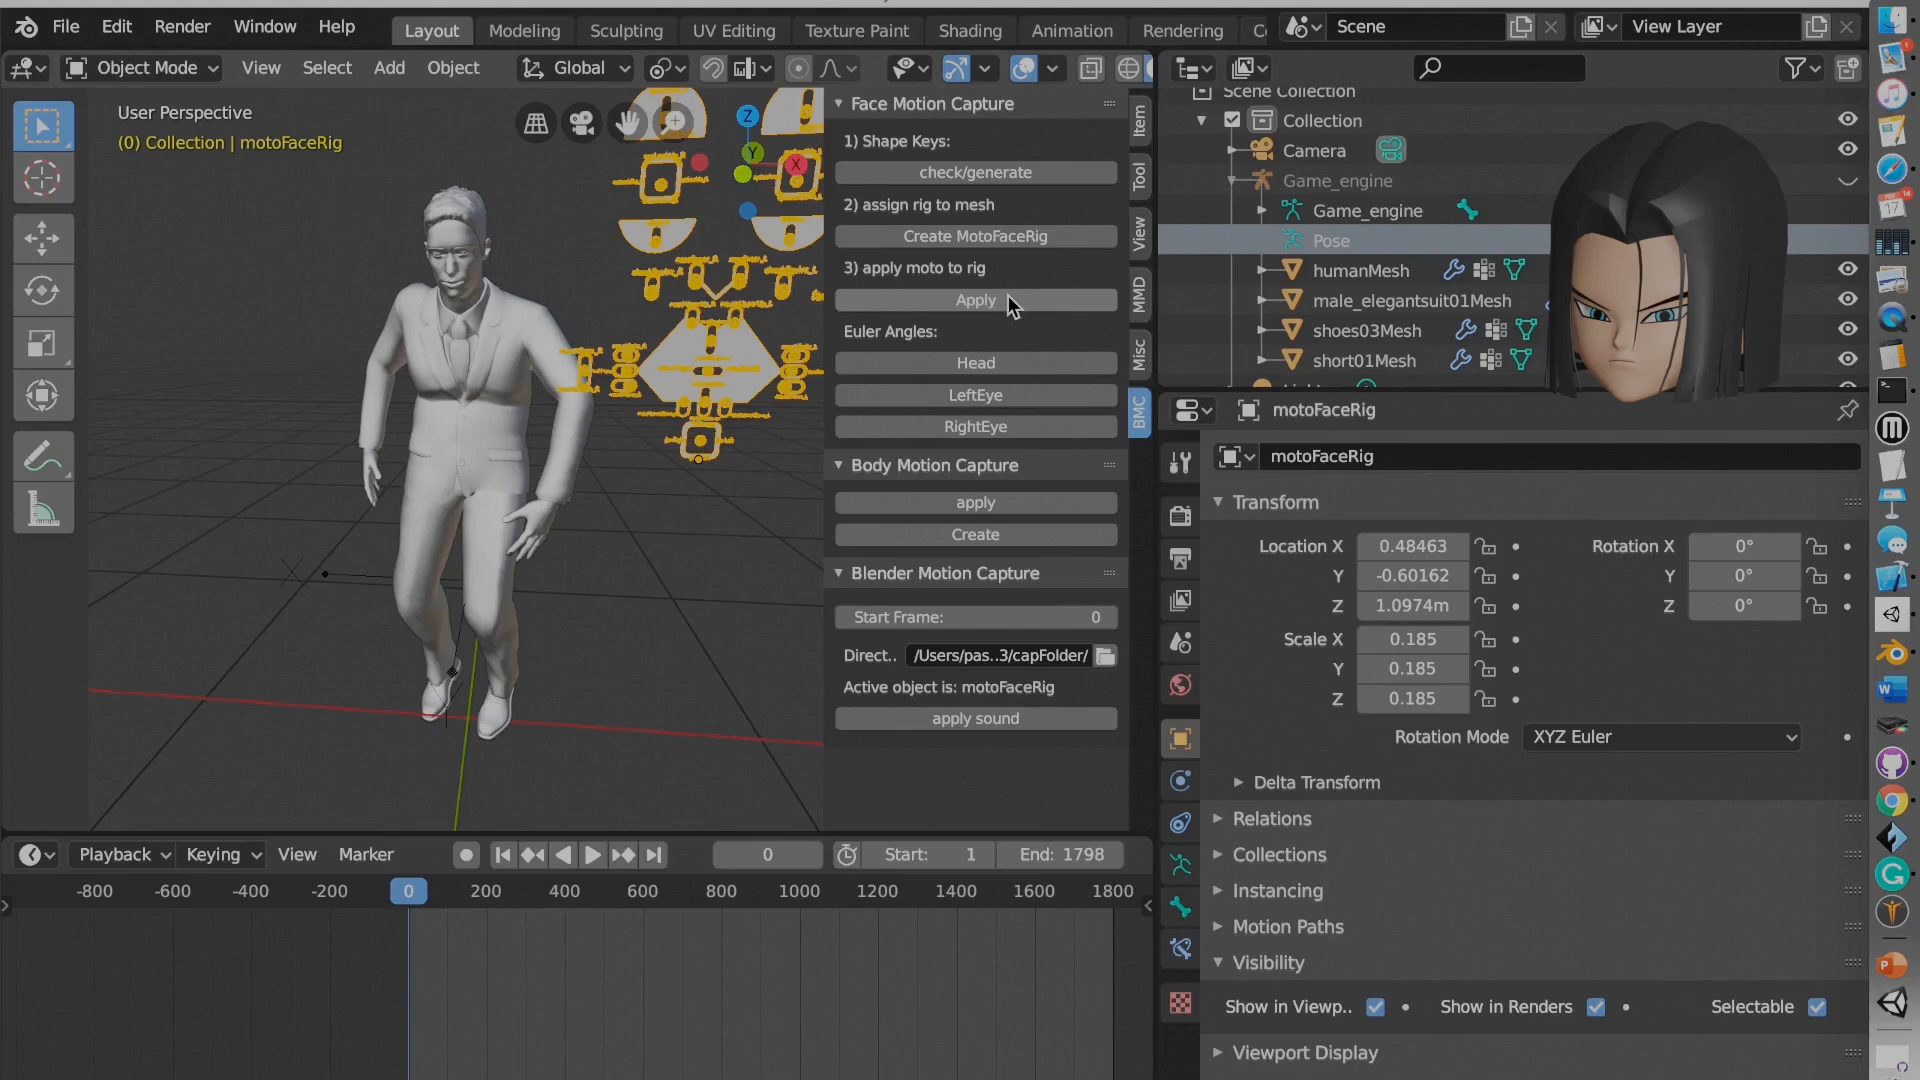 File Edit Render Window Help
Layout Modeling Sculpting UV Editing Texture Paint Shading Animation Rendering
Scene
View Layer
Object Mode View Select Add Object Global
User Perspective
(0) Collection | motoFaceRig
Z
Y
X
Face Motion Capture
1) Shape Keys:
check/generate
2) assign rig to mesh
Create MotoFaceRig
3) apply moto to rig
Apply
Euler Angles:
Head
LeftEye
RightEye
Body Motion Capture
apply
Create
Blender Motion Capture
Start Frame: 0
Direct.. /Users/pas..3/capFolder/
Active object is: motoFaceRig
apply sound
Item
Tool
View
MMD
Misc
BMC
Scene Collection
Collection
Camera
Game_engine
Game_engine
Pose
humanMesh
male_elegantsuit01Mesh
shoes03Mesh
short01Mesh
motoFaceRig
motoFaceRig
Transform
Location X 0.48463 Rotation X 0°
Y -0.60162 Y 0°
Z 1.0974m Z 0°
Scale X 0.185
Y 0.185
Z 0.185
Rotation Mode XYZ Euler
Delta Transform
Relations
Collections
Instancing
Motion Paths
Visibility
Show in Viewp.. Show in Renders Selectable
Viewport Display
Playback Keying View Marker 0 Start: 1 End: 1798
-800 -600 -400 -200 0 200 400 600 800 1000 1200 1400 1600 1800